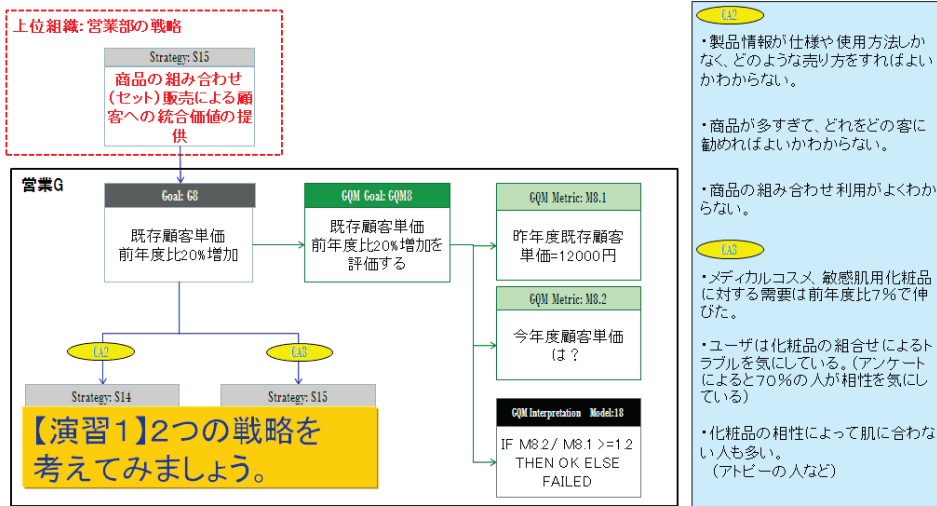 上位組織:営業部の戦略
Strategy: S15
商品の組み合わせ
(セット)販売による顧
客への統合価値の提
供
営業G
Goal: G8
既存顧客単価
前年度比20%増加
GQM Goal: GQM8
既存顧客単価
前年度比20%増加を
評価する
GQM Metric: M8.1
昨年度既存顧客
単価=12000円
GQM Metric: M8.2
今年度顧客単価
は?
GQM Interpretation Model:18
IF M8.2/ M8.1 >=1.2
THEN OK ELSE
FAILED
CA2
CA3
Strategy: S14
Strategy: S15
【演習1】2つの戦略を
考えてみましょう。
CA2
・製品情報が仕様や使用方法しか
なく、どのような売り方をすればよい
かわからない。
・商品が多すぎて、どれをどの客に
勧めればよいかわからない。
・商品の組み合わせ利用がよくわか
らない。
CA3
・メディカルコスメ、敏感肌用化粧品
に対する需要は前年度比7%で伸
びた。
・ユーザは化粧品の組合せによるト
ラブルを気にしている。(アンケート
によると70%の人が相性を気にし
ている)
・化粧品の相性によって肌に合わな
い人も多い。
(アトピーの人など)